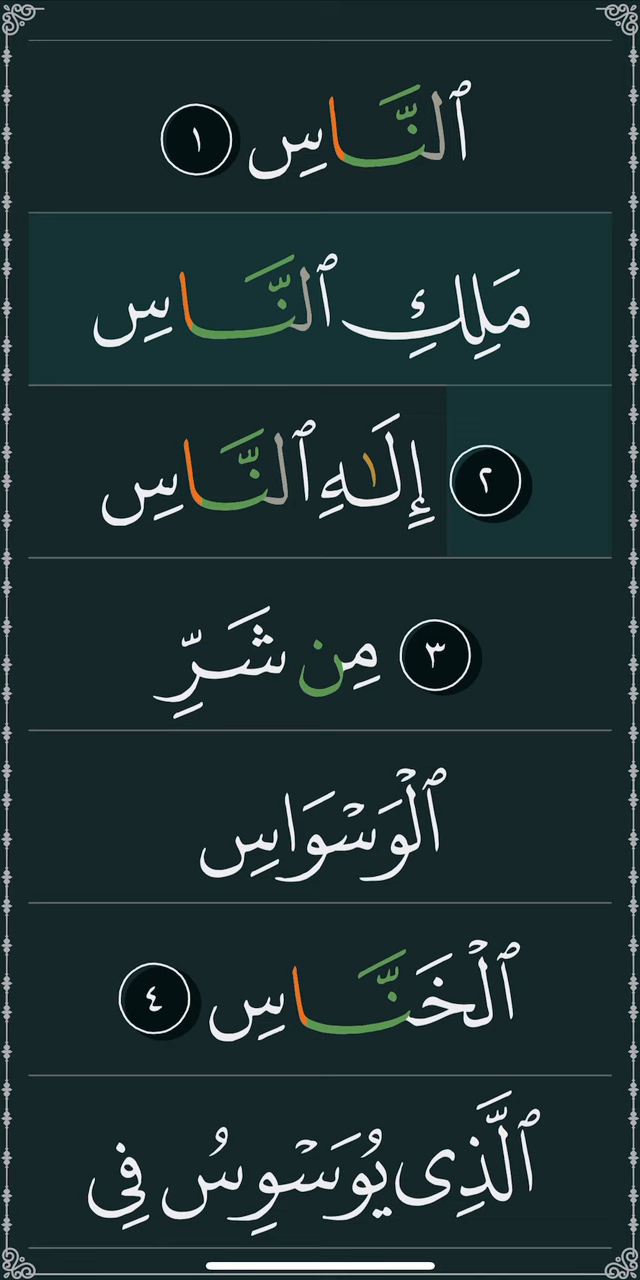 ٱلنَّاسِ ١
مَلِكِ ٱلنَّاسِ
٢ إِلَـٰهِ ٱلنَّاسِ
٣ مِن شَرِّ
ٱلْوَسْوَاسِ
ٱلْخَنَّاسِ ٤
ٱلَّذِى يُوَسْوِسُ فِى